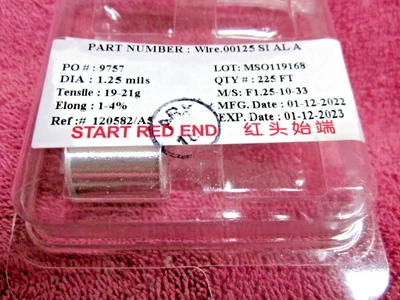 PART NUMBER : Wire.00125 SI AL A
PO # : 9757
LOT: MSO119168
DIA : 1.25 mils
QTY # : 225 FT
Tensile : 19-21g
M/S: F1.25-10-33
Elong : 1-4%
MFG. Date : 01-12-2022
Ref :# 120582/A5
EXP. Date : 01-12-2023
START RED END 红头始端